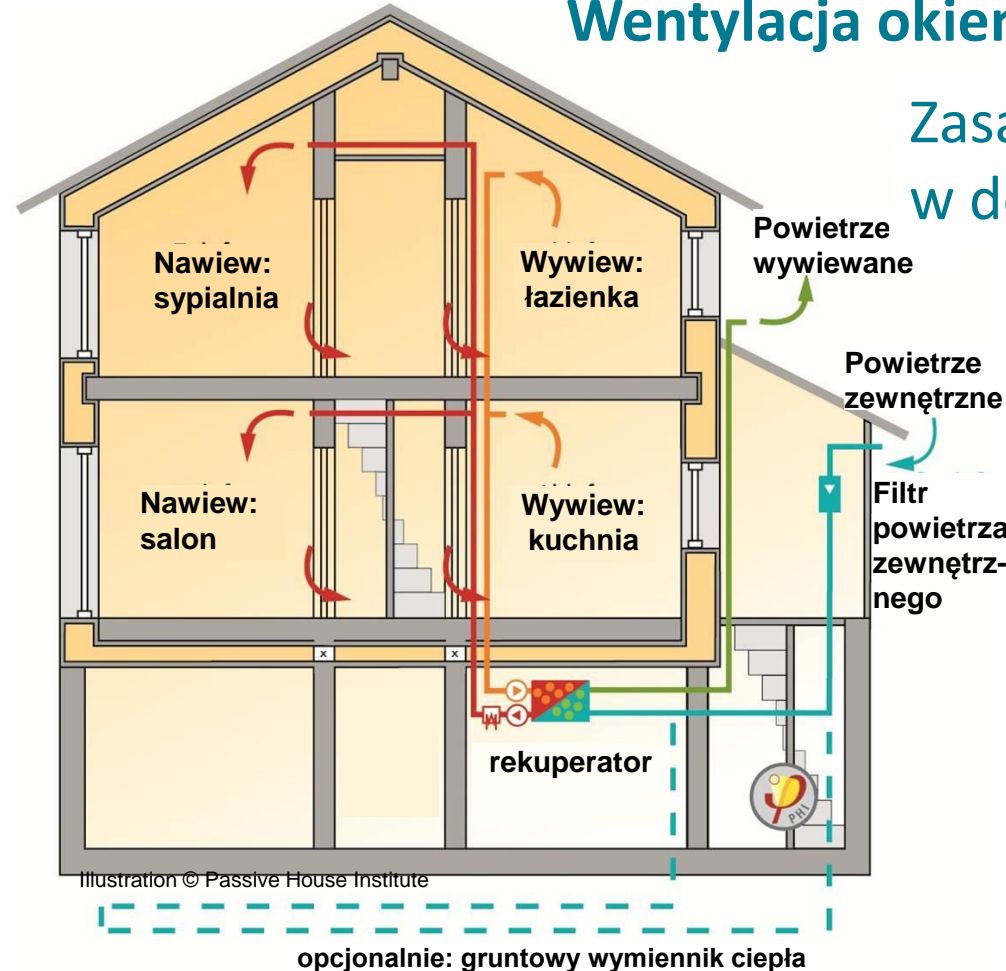 Wentylacja okien
Zasa
w do
Powietrze
wywiewane
Nawiew:
sypialnia
Wywiew:
łazienka
Powietrze
zewnętrzne
Nawiew:
salon
Wywiew:
kuchnia
Filtr
powietrza
zewnętrz-
nego
x
x
rekuperator
PHI
Illustration © Passive House Institute
opcjonalnie: gruntowy wymiennik ciepła